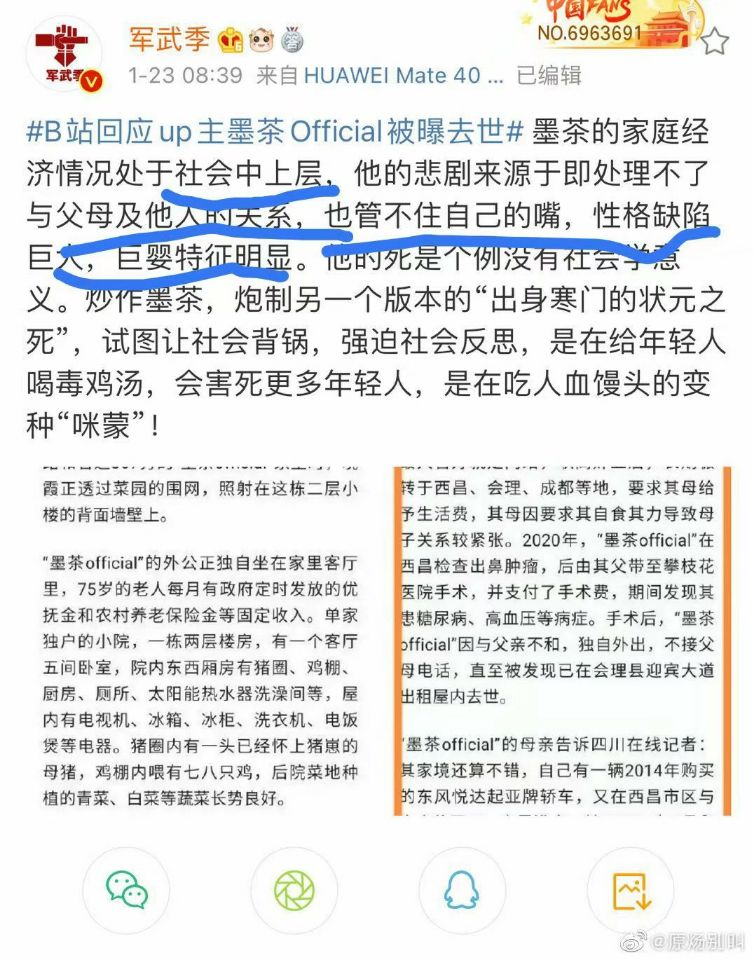 中国FANS
NO.6963691
军武季
军武季
1-23 08:39 来自 HUAWEI Mate 40 ... 已编辑
#B站回应up主墨茶Official被曝去世# 墨茶的家庭经
济情况处于社会中上层，他的悲剧来源于即处理不了
与父母及他人的关系，也管不住自己的嘴，性格缺陷
巨大，巨婴特征明显。他的死是个例没有社会学意
义。炒作墨茶，炮制另一个版本的“出身寒门的状元之
死”，试图让社会背锅，强迫社会反思，是在给年轻人
喝毒鸡汤，会害死更多年轻人，是在吃人血馒头的变
种“咪蒙”！
霞正透过菜园的围网，照射在这栋二层小
楼的背面墙壁上。
“墨茶official”的外公正独自坐在家里客厅
里，75岁的老人每月有政府定时发放的优
抚金和农村养老保险金等固定收入。单家
独户的小院，一栋两层楼房，有一个客厅
五间卧室，院内东西厢房有猪圈、鸡棚、
厨房、厕所、太阳能热水器洗澡间等，屋
内有电视机、冰箱、冰柜、洗衣机、电饭
煲等电器。猪圈内有一头已经怀上猪崽的
母猪，鸡棚内喂有七八只鸡，后院菜地种
植的青菜、白菜等蔬菜长势良好。
转于西昌、会理、成都等地，要求其母给
予生活费，其母因要求其自食其力导致母
子关系较紧张。2020年，“墨茶official”在
西昌检查出鼻肿瘤，后由其父带至攀枝花
医院手术，并支付了手术费，期间发现其
患糖尿病、高血压等病症。手术后，“墨茶
official”因与父亲不和，独自外出，不接父
母电话，直至被发现已在会理县迎宾大道
出租屋内去世。
“墨茶official”的母亲告诉四川在线记者：
其家境还算不错，自己有一辆2014年购买
的东风悦达起亚牌轿车，又在西昌市区与
@原炀别叫